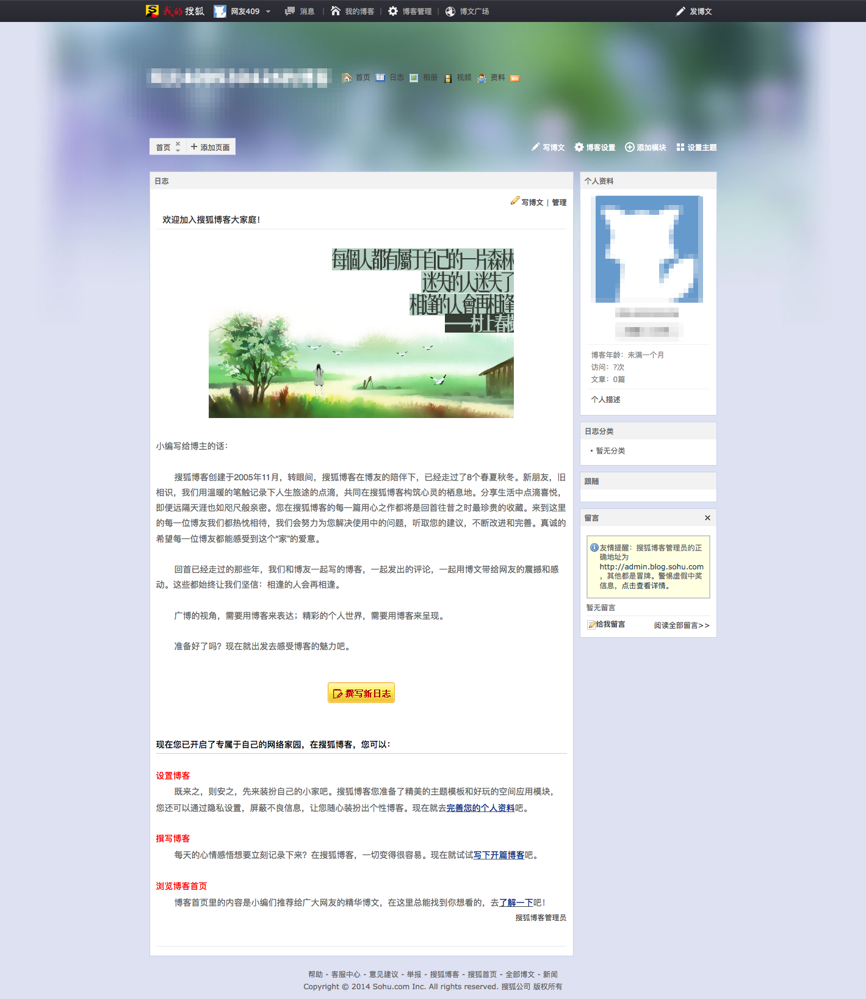 我的搜狐 网友409 消息 | 我的博客 | 博客管理 | 博文广场 发博文
首页 日志 相册 视频 资料 RSS
首页 + 添加页面 写博文 博客设置 添加模块 设置主题
日志
写博文 | 管理
欢迎加入搜狐博客大家庭！
每個人都有屬于自己的一片森林
迷失的人迷失了
相逢的人會再相逢
——村上春樹
小编写给博主的话：
搜狐博客创建于2005年11月，转眼间，搜狐博客在博友的陪伴下，已经走过了8个春夏秋冬。新朋友，旧
相识，我们用温暖的笔触记录下人生旅途的点滴，共同在搜狐博客构筑心灵的栖息地。分享生活中点滴喜悦，
即便远隔天涯也如咫尺般亲密。您在搜狐博客的每一篇用心之作都将是回首往昔之时最珍贵的收藏。来到这里
的每一位博友我们都热忱相待，我们会努力为您解决使用中的问题，听取您的建议，不断改进和完善。真诚的
希望每一位博友都能感受到这个“家”的爱意。
回首已经走过的那些年，我们和博友一起写的博客，一起发出的评论，一起用博文带给网友的震撼和感
动。这些都始终让我们坚信：相逢的人会再相逢。
广博的视角，需要用博客来表达；精彩的个人世界，需要用博客来呈现。
准备好了吗？现在就出发去感受博客的魅力吧。
撰写新日志
现在您已开启了专属于自己的网络家园，在搜狐博客，您可以：
设置博客
既来之，则安之，先来装扮自己的小家吧。搜狐博客您准备了精美的主题模板和好玩的空间应用模块，
您还可以通过隐私设置，屏蔽不良信息，让您随心装扮出个性博客。现在就去完善您的个人资料吧。
撰写博客
每天的心情感悟想要立刻记录下来？在搜狐博客，一切变得很容易。现在就试试写下开篇博客吧。
浏览博客首页
博客首页里的内容是小编们推荐给广大网友的精华博文，在这里总能找到你想看的，去了解一下吧！
搜狐博客管理员
个人资料
博客年龄：未满一个月
访问：?次
文章：0篇
个人描述
日志分类
暂无分类
跟随
留言
友情提醒：搜狐博客管理员的正
确地址为
http://admin.blog.sohu.com
，其他都是冒牌。警惕虚假中奖
信息，点击查看详情。
暂无留言
给我留言 阅读全部留言>>
帮助 - 客服中心 - 意见建议 - 举报 - 搜狐博客 - 搜狐首页 - 全部博文 - 新闻
Copyright © 2014 Sohu.com Inc. All rights reserved. 搜狐公司 版权所有